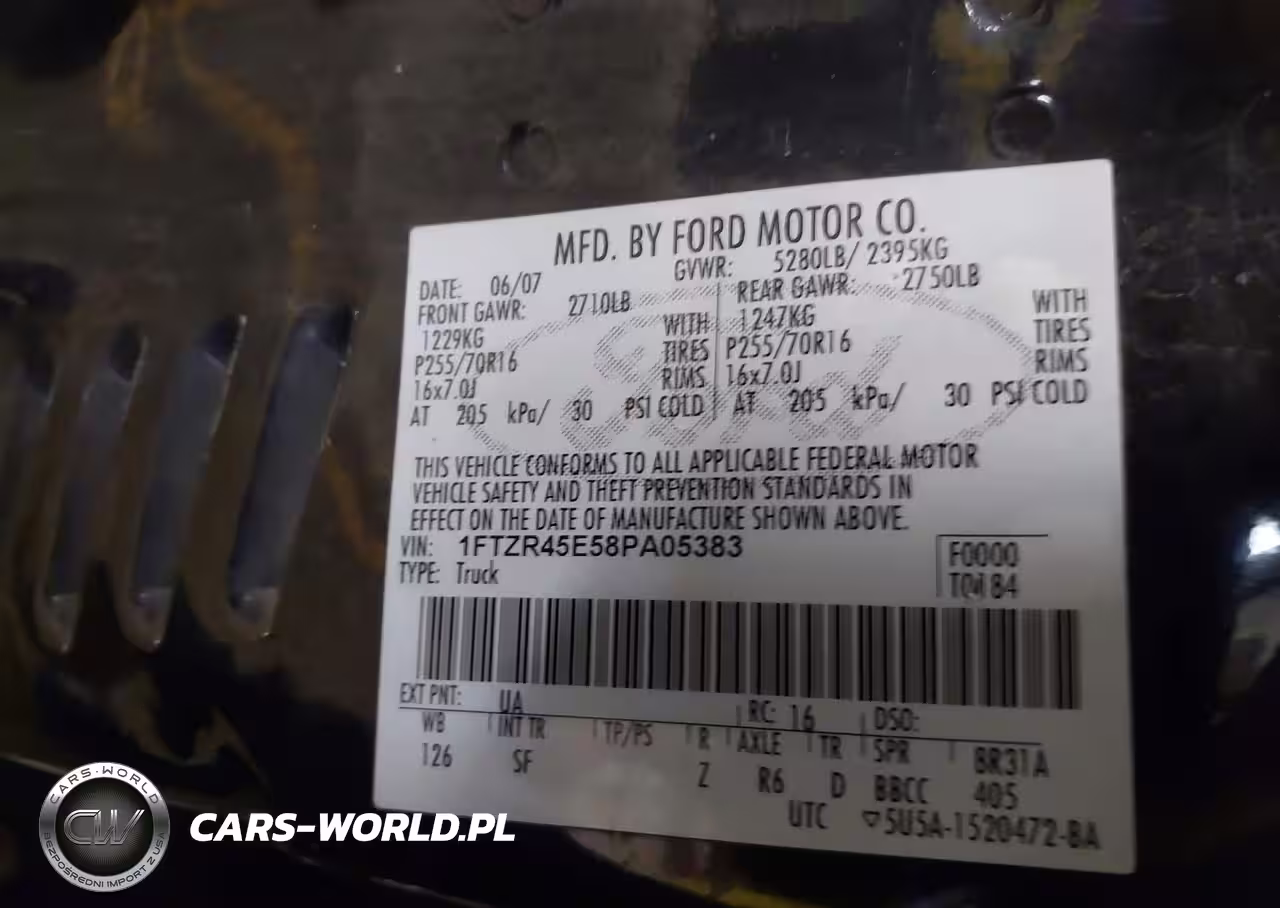 MFD. BY FORD MOTOR CO.
DATE: 06/07 GVWR: 5280LB/ 2395KG
FRONT GAWR: 2710LB REAR GAWR: 2750LB
1229KG WITH 1247KG WITH
P255/70R16 TIRES P255/70R16 TIRES
16x7.0J RIMS 16x7.0J RIMS
AT 205 kPa/ 30 PSI COLD AT 205 kPa/ 30 PSI COLD
THIS VEHICLE CONFORMS TO ALL APPLICABLE FEDERAL MOTOR
VEHICLE SAFETY AND THEFT PREVENTION STANDARDS IN
EFFECT ON THE DATE OF MANUFACTURE SHOWN ABOVE.
VIN: 1FTZR45E58PA05383 F0000
TYPE: Truck T0184
EXT PNT: UA RC: 16 DSO:
WB INT TR TP/PS R AXLE TR SPR BR31A
126 SF Z R6 D BBCC 405
UTC ▽5U5A-1520472-BA
CARS-WORLD
CW
BEZPOŚREDNI IMPORT Z USA
CARS-WORLD.PL